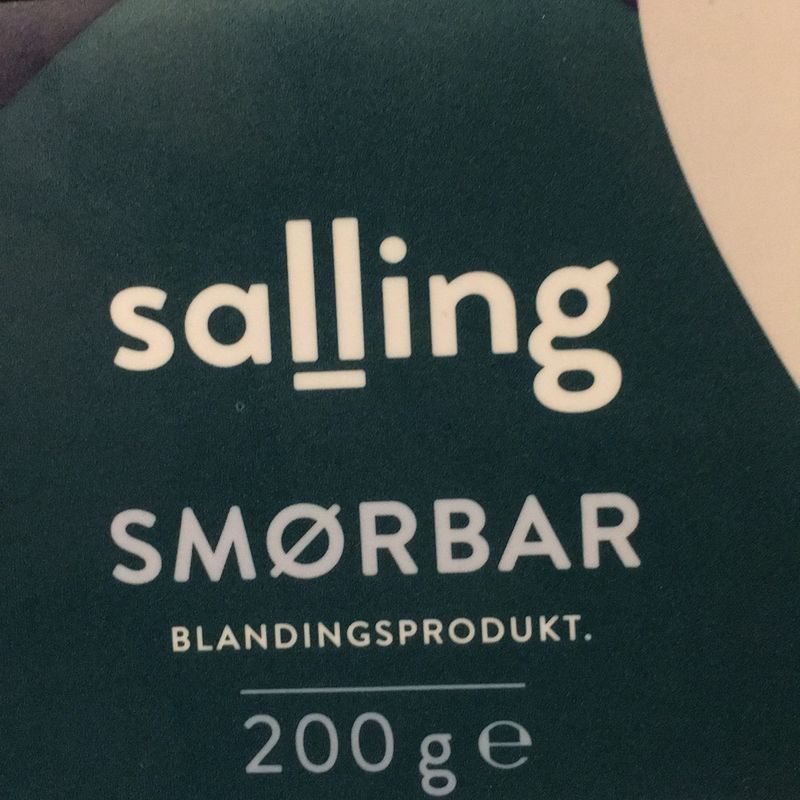 salling
SMØRBAR
BLANDINGSPRODUKT.
200 g ℮